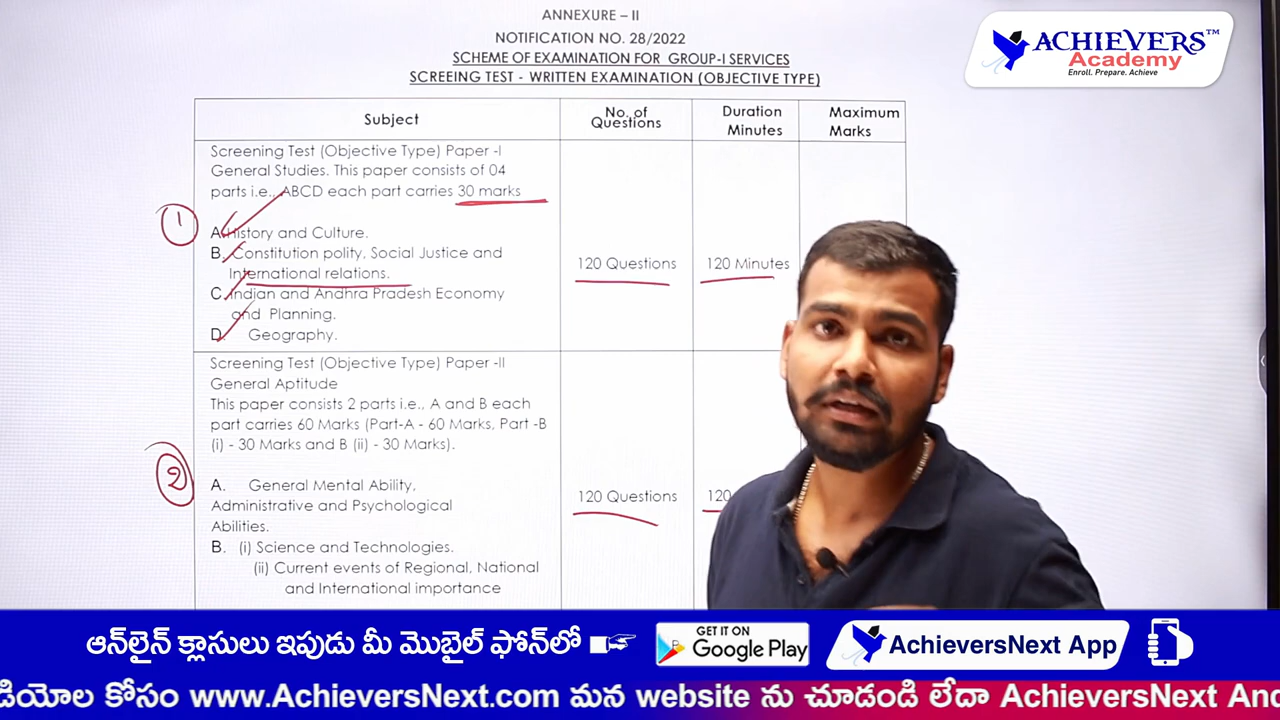 ANNEXURE – II
NOTIFICATION NO. 28/2022
SCHEME OF EXAMINATION FOR GROUP-I SERVICES
SCREEING TEST - WRITTEN EXAMINATION (OBJECTIVE TYPE)
ACHIEVERS™
Academy
Enroll. Prepare. Achieve
Subject
No. of
Questions
Duration
Minutes
Maximum
Marks
Screening Test (Objective Type) Paper -I
General Studies. This paper consists of 04
parts i.e., ABCD each part carries 30 marks
1
A. History and Culture.
B. Constitution polity, Social Justice and
International relations.
C. Indian and Andhra Pradesh Economy
and Planning.
D. Geography.
120 Questions
120 Minutes
Screening Test (Objective Type) Paper -II
General Aptitude
This paper consists 2 parts i.e., A and B each
part carries 60 Marks (Part-A - 60 Marks, Part -B
(i) - 30 Marks and B (ii) - 30 Marks).
2
A. General Mental Ability,
Administrative and Psychological
Abilities.
B. (i) Science and Technologies.
(ii) Current events of Regional, National
and International importance
120 Questions
120
ఆన్‌లైన్ క్లాసులు ఇపుడు మీ మొబైల్ ఫోన్‌లో
GET IT ON
Google Play
AchieversNext App
డియోల కోసం www.AchieversNext.com మన website ను చూడండి లేదా AchieversNext And